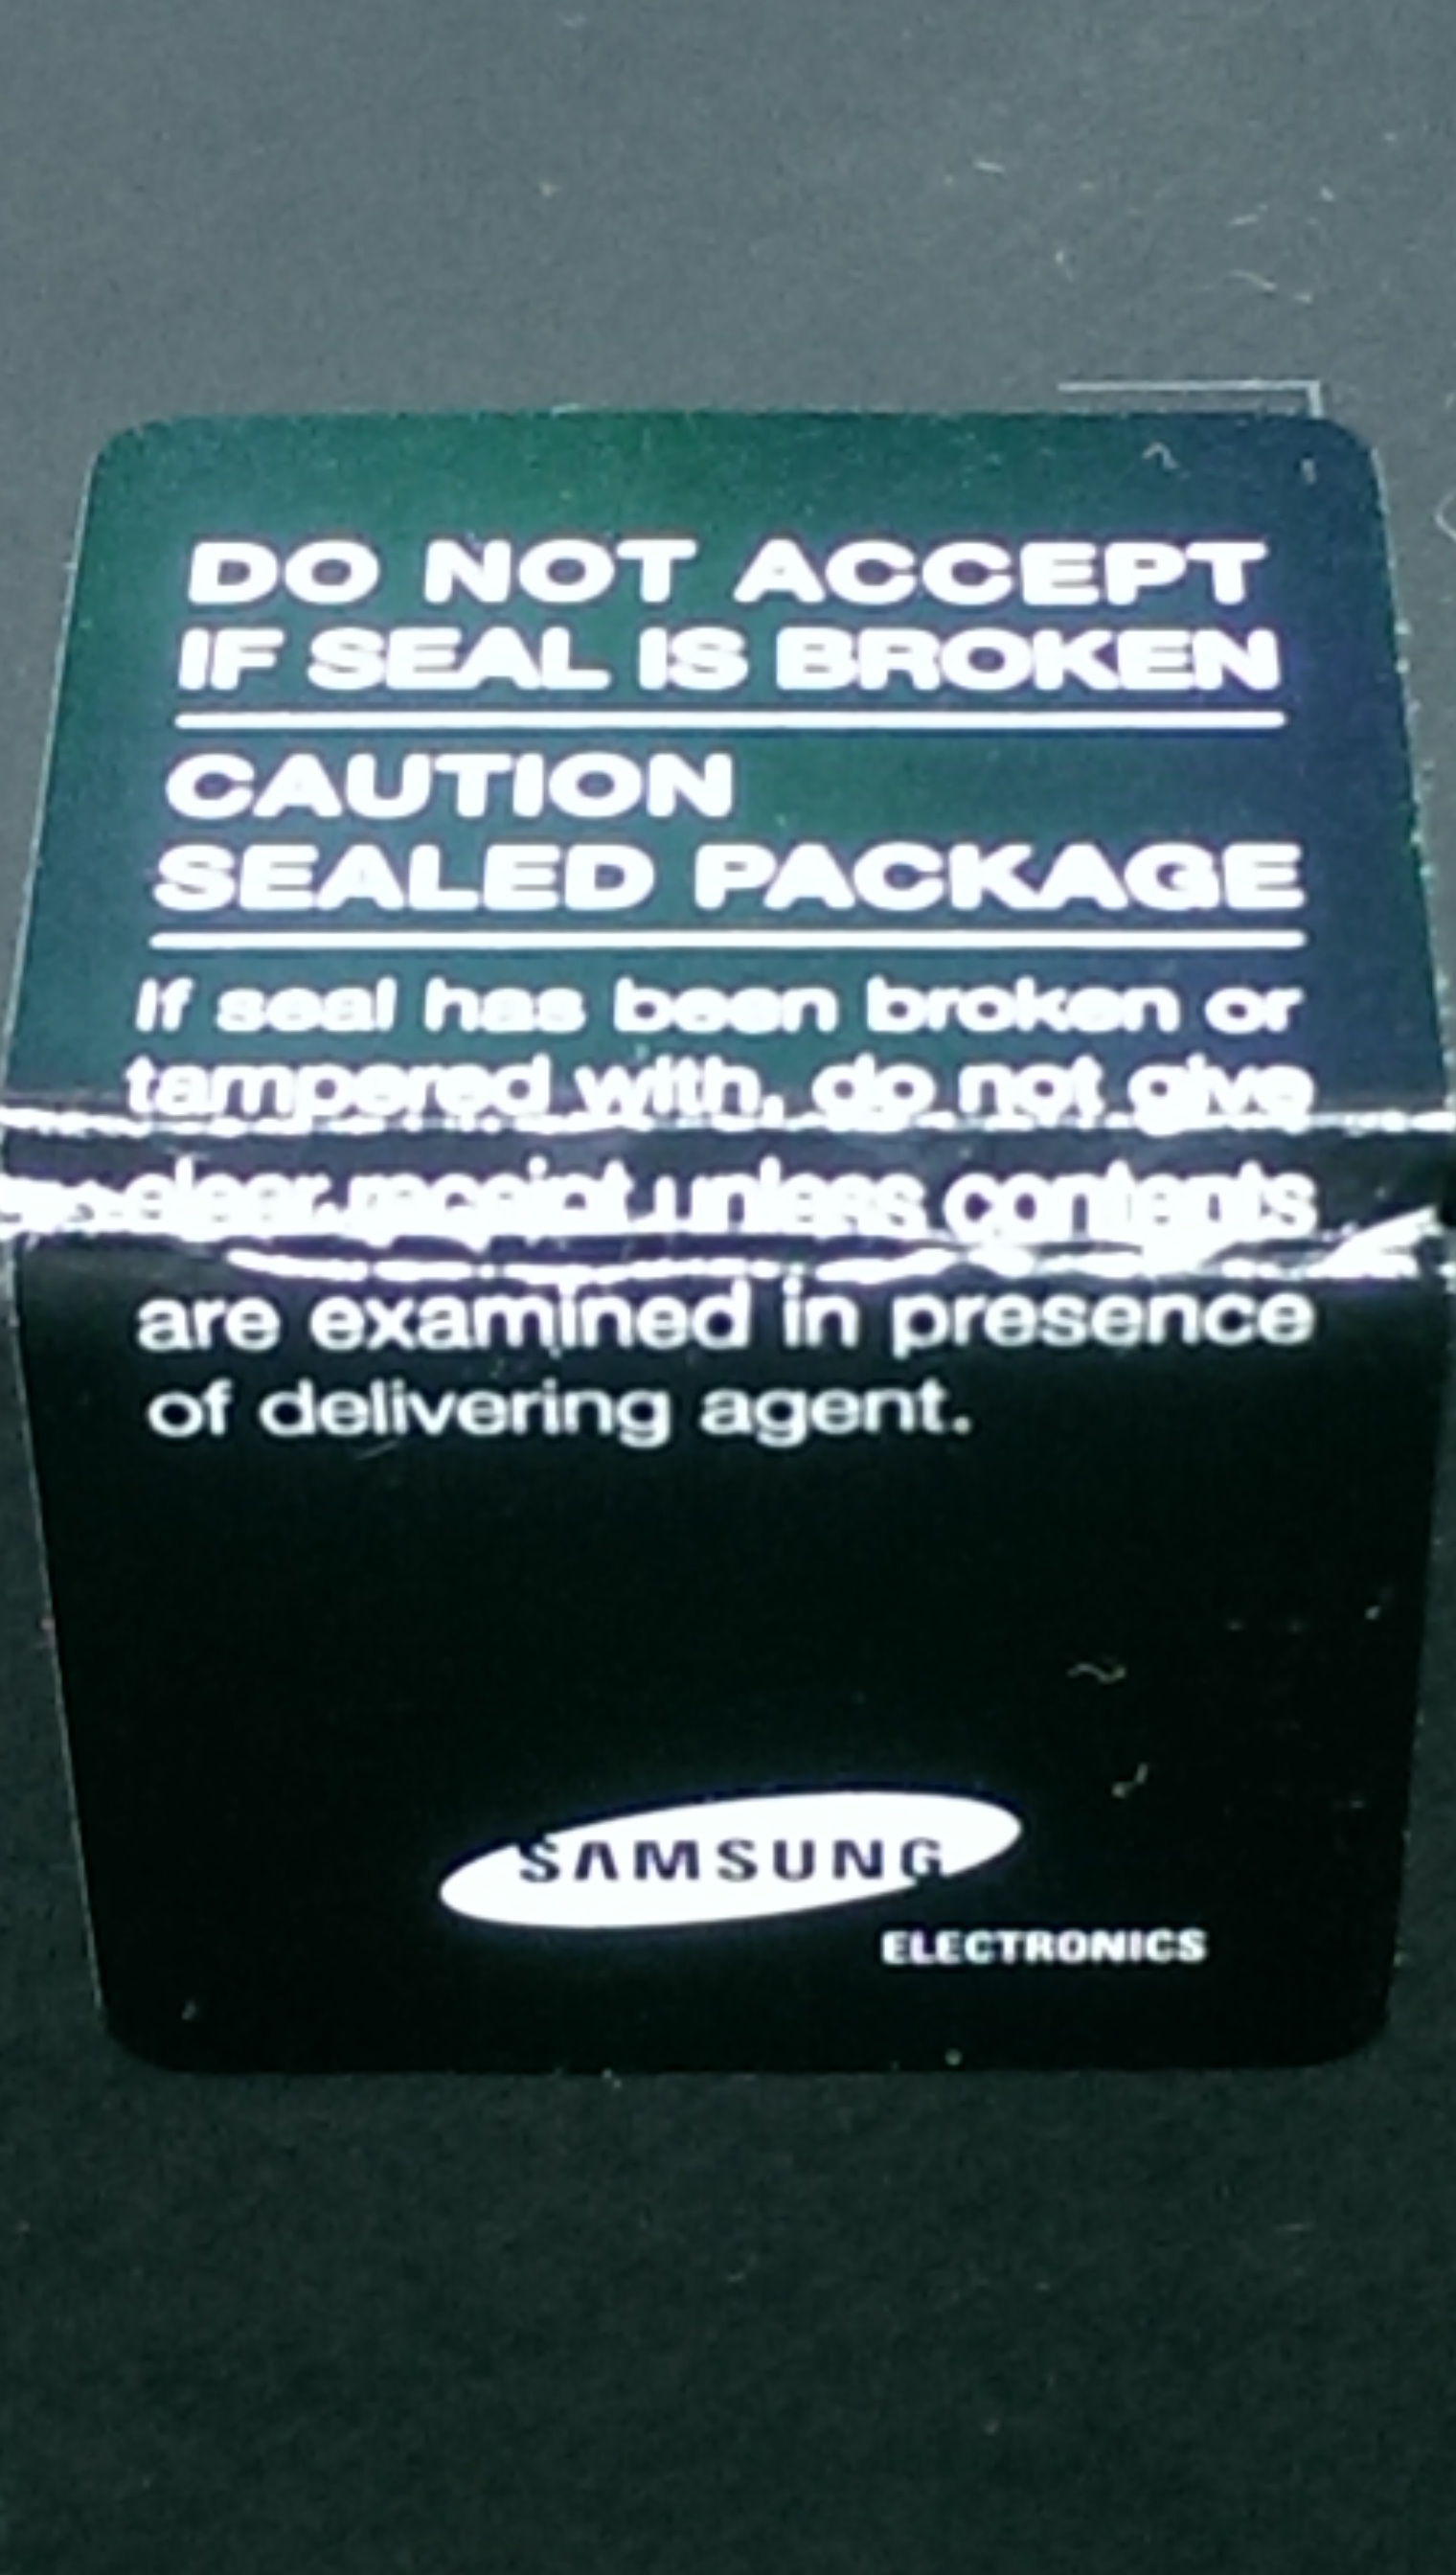 DO NOT ACCEPT
IF SEAL IS BROKEN
CAUTION
SEALED PACKAGE
If seal has been broken or
tampered with, do not give
clear receipt unless contents
are examined in presence
of delivering agent.
SAMSUNG
ELECTRONICS